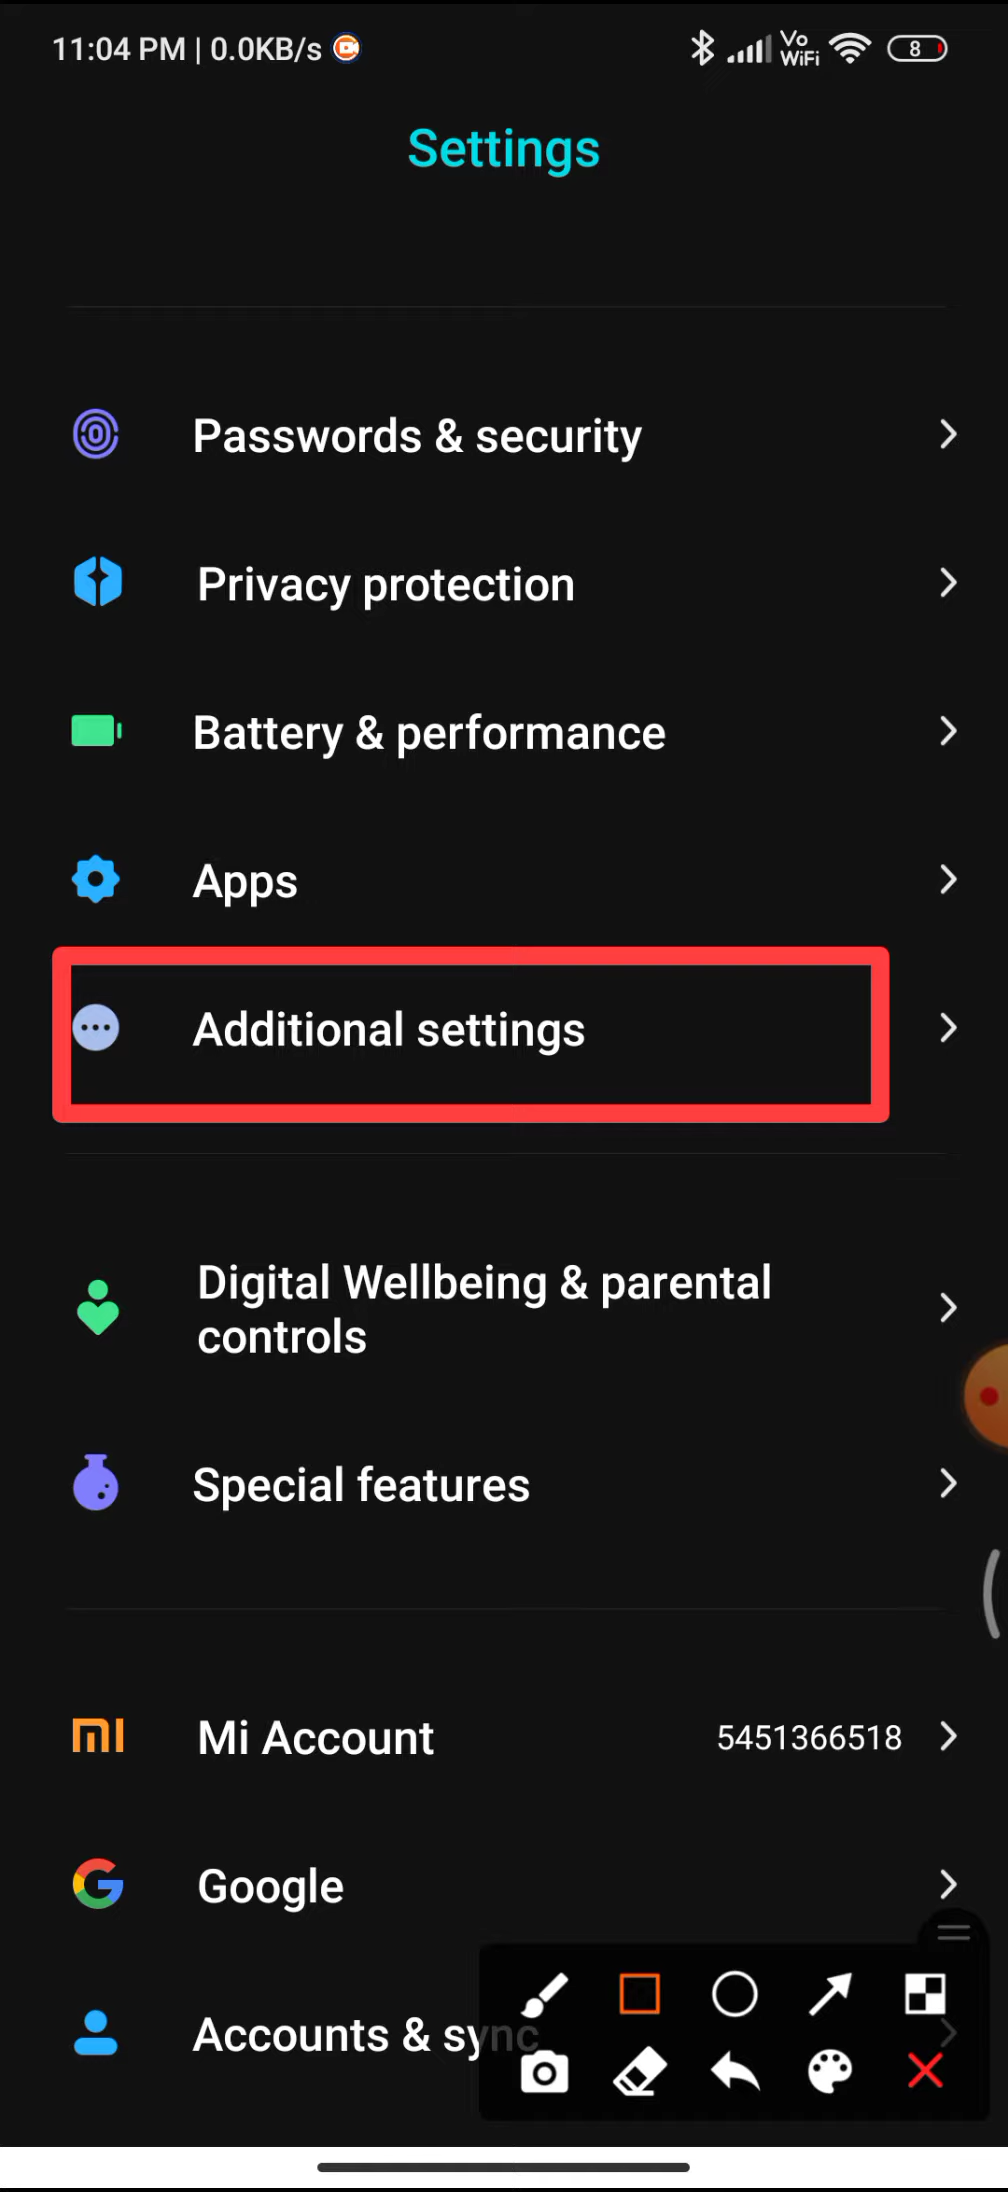 11:04 PM | 0.0KB/s
Vo
WiFi
8
Settings
Passwords & security
Privacy protection
Battery & performance
Apps
Additional settings
Digital Wellbeing & parental
controls
Special features
Mi Account 5451366518
Google
Accounts & sync